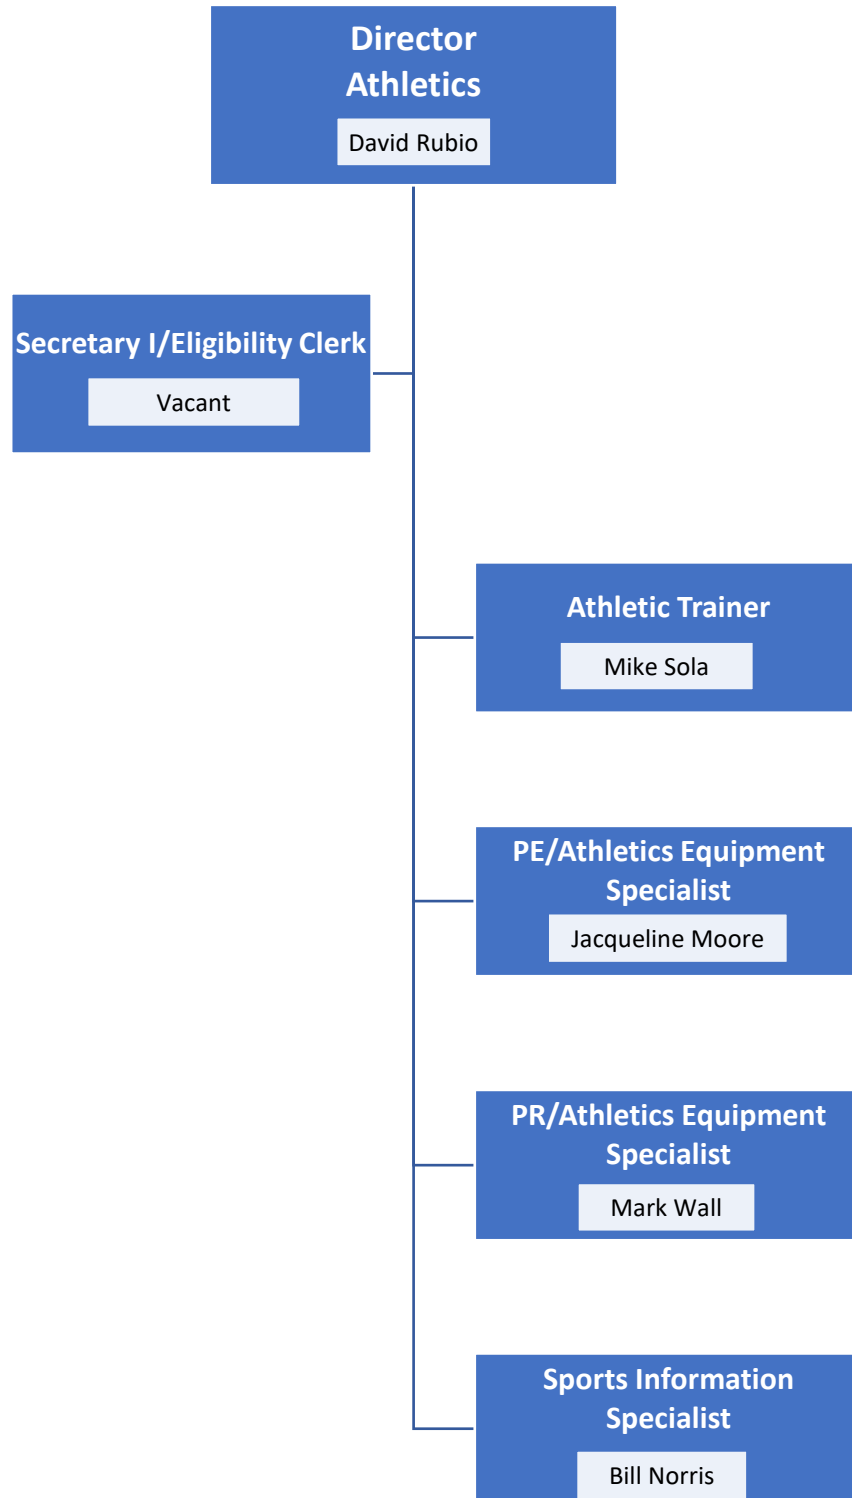 Director
Athletics
David Rubio
Secretary I/Eligibility Clerk
Vacant
Athletic Trainer
Mike Sola
PE/Athletics Equipment
Specialist
Jacqueline Moore
PR/Athletics Equipment
Specialist
Mark Wall
Sports Information
Specialist
Bill Norris